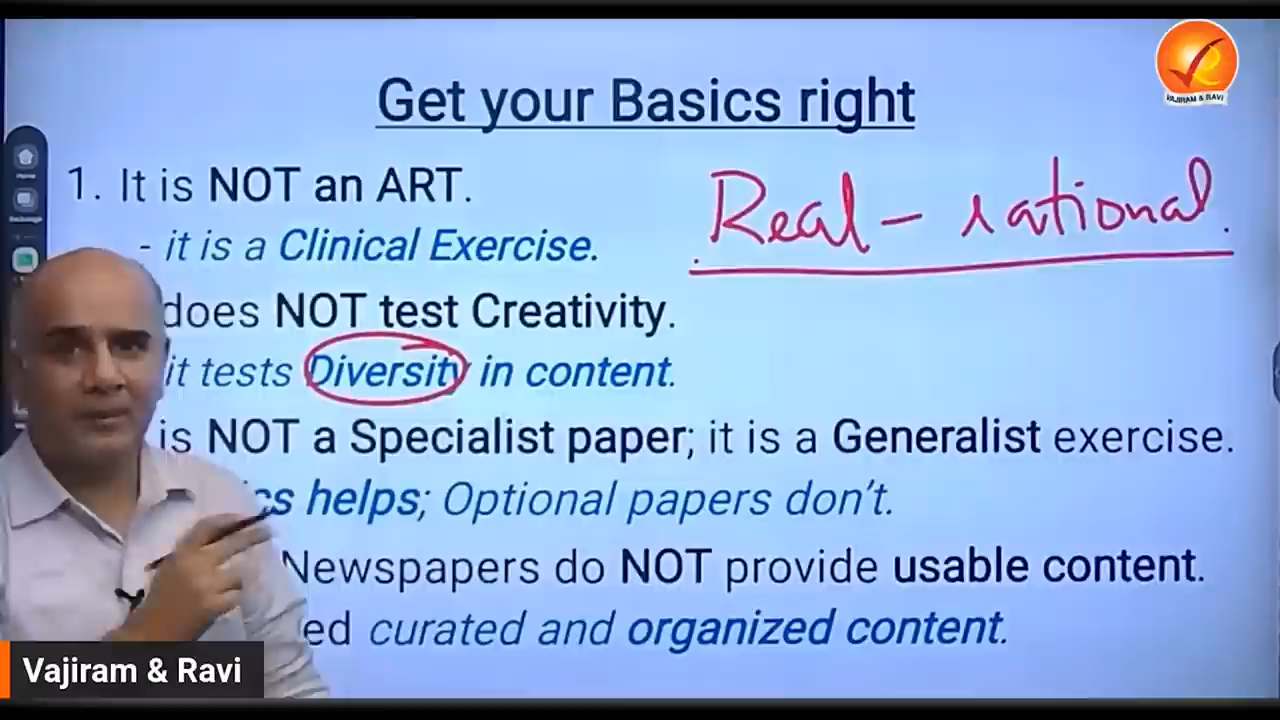 VAJIRAM & RAVI
Get your Basics right
1. It is NOT an ART.
Real - rational.
- it is a Clinical Exercise.
does NOT test Creativity.
it tests Diversity in content.
is NOT a Specialist paper; it is a Generalist exercise.
helps; Optional papers don't.
Newspapers do NOT provide usable content.
curated and organized content.
Vajiram & Ravi
Home